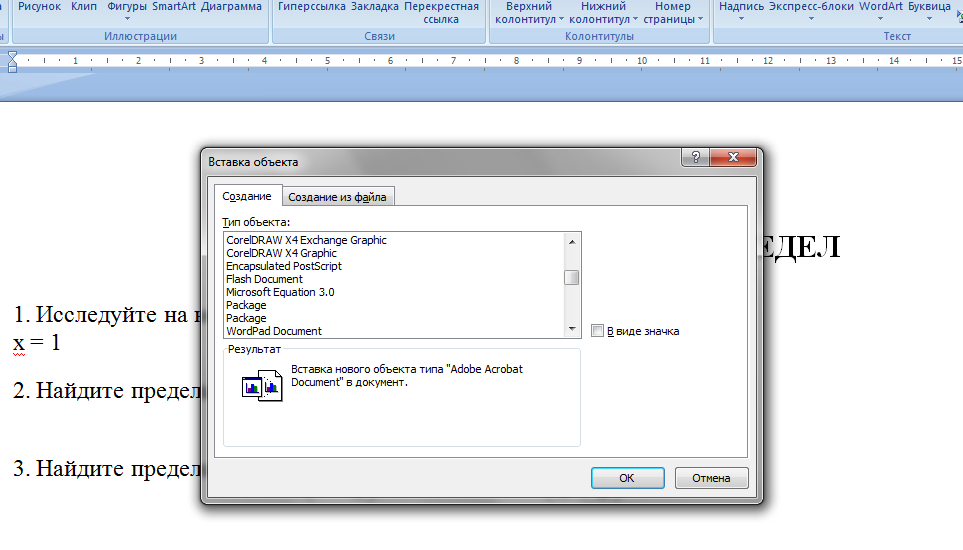 Рисунок Клип Фигуры SmartArt Диаграмма Гиперссылка Закладка Перекрестная ссылка Верхний колонтитул Нижний колонтитул Номер страницы Надпись Экспресс-блоки WordArt Буквица
Иллюстрации Связи Колонтитулы Текст
1 2 3 4 5 6 7 8 9 10 11 12 13 14 15
Вставка объекта
Создание Создание из файла
Тип объекта:
CorelDRAW X4 Exchange Graphic
CorelDRAW X4 Graphic
Encapsulated PostScript
Flash Document
Microsoft Equation 3.0
Package
Package
WordPad Document
В виде значка
Результат
Вставка нового объекта типа "Adobe Acrobat
Document" в документ.
OK Отмена
ЕДЕЛ
1. Исследуйте на
x = 1
2. Найдите предел
3. Найдите предел